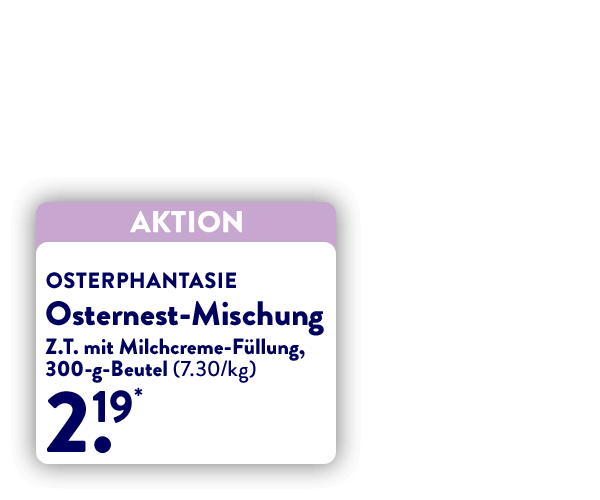 AKTION
OSTERPHANTASIE
Osternest-Mischung
Z.T. mit Milchcreme-Füllung,
300-g-Beutel (7.30/kg)
2.19*